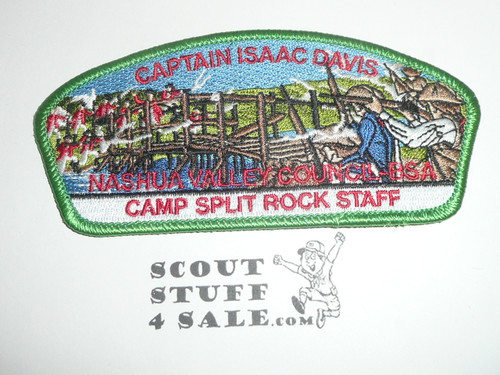 CAPTAIN ISAAC DAVIS
NASHUA VALLEY COUNCIL-BSA
CAMP SPLIT ROCK STAFF
SCOUT
STUFF
4 SALE.COM